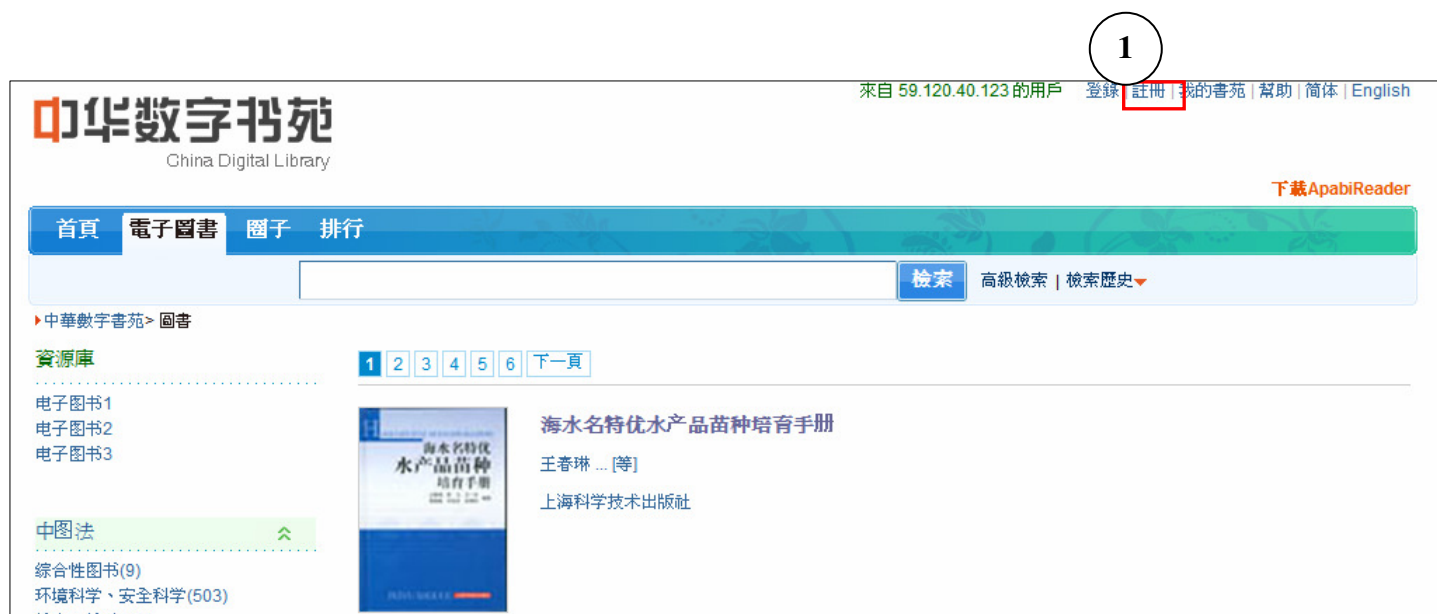 1
來自 59.120.40.123 的用戶 登錄 | 註冊 | 我的書苑 | 幫助 | 简体 | English
中华数字书苑
China Digital Library
下載ApabiReader
首頁 電子圖書 圈子 排行
檢索 高級檢索 | 檢索歷史
中華數字書苑> 圖書
資源庫
1 2 3 4 5 6 下一頁
电子图书1
电子图书2
电子图书3
海水名特优
水产品苗种
培育手册
海水名特优水产品苗种培育手册
王春琳 ... [等]
上海科学技术出版社
中图法
综合性图书(9)
环境科学、安全科学(503)